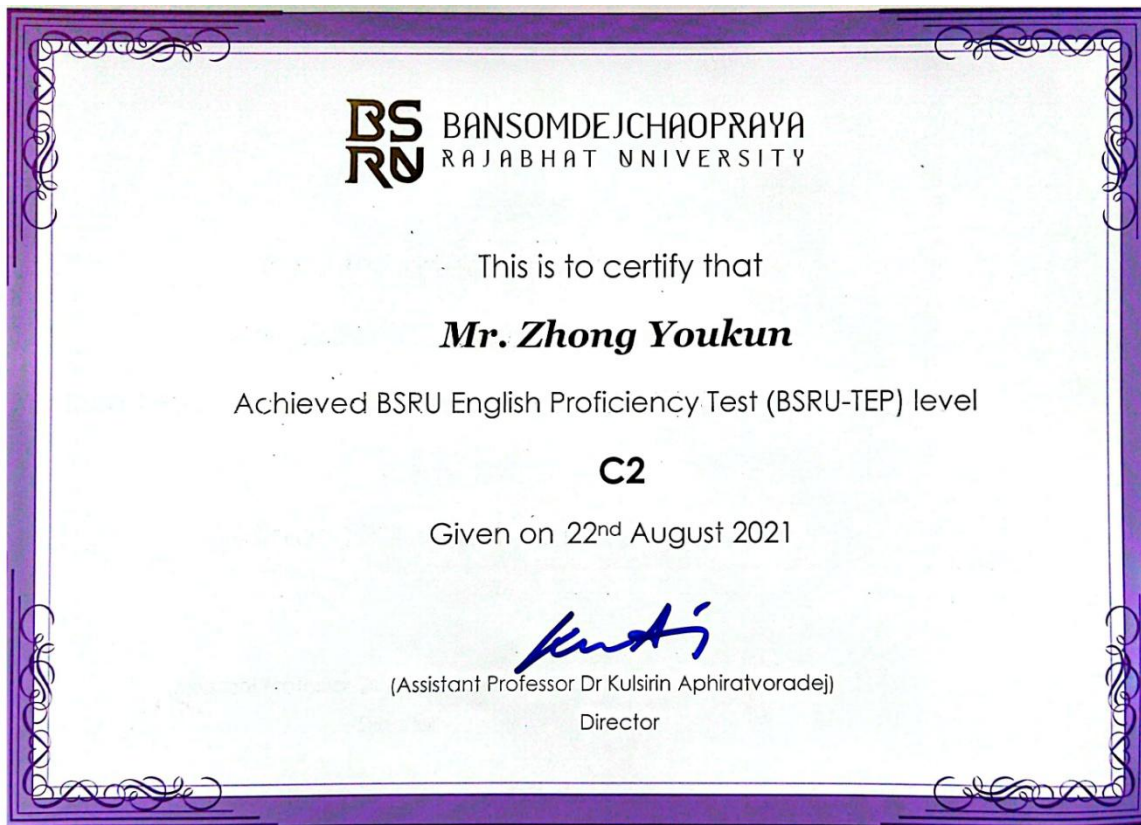 BS
RU
BANSOMDEJCHAOPRAYA
RAJABHAT UNIVERSITY
This is to certify that
Mr. Zhong Youkun
Achieved BSRU English Proficiency Test (BSRU-TEP) level
C2
Given on 22nd August 2021
(Assistant Professor Dr Kulsirin Aphiratvoradej)
Director